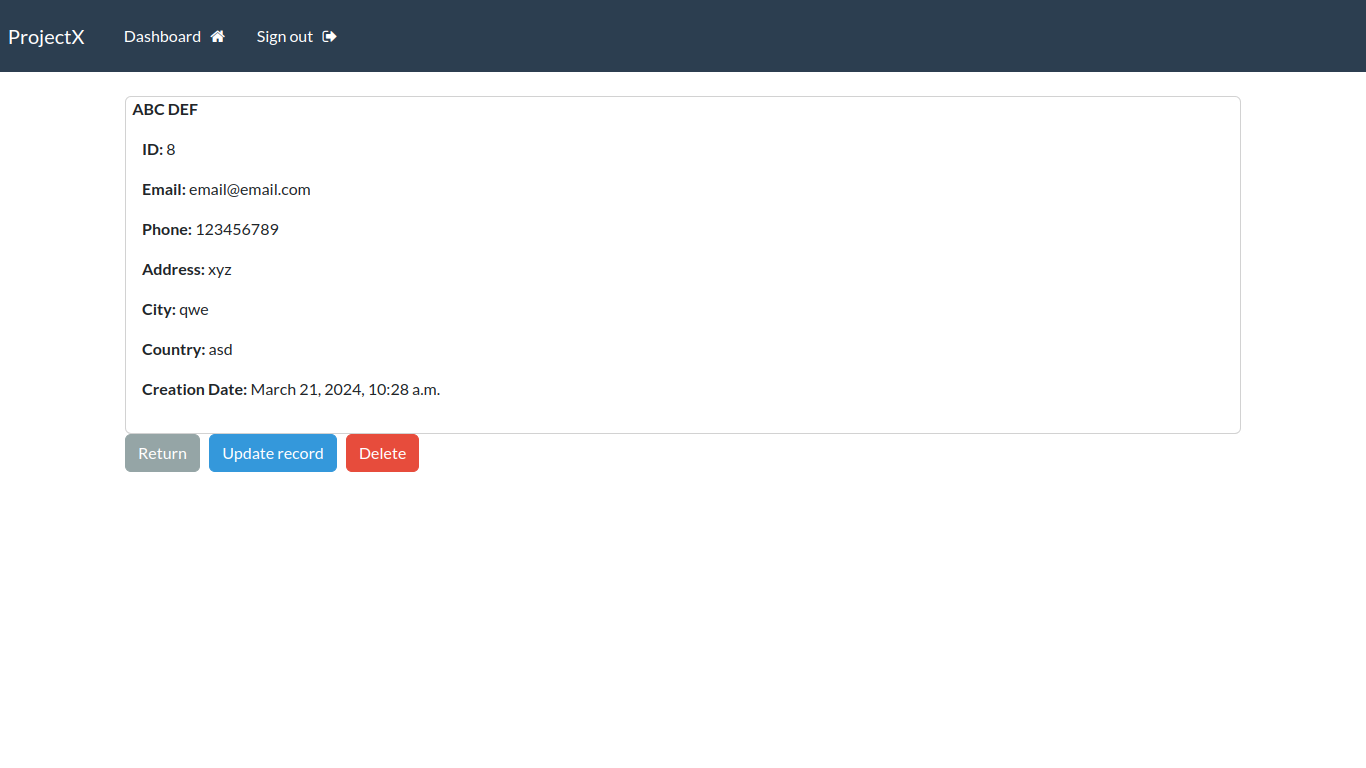 ProjectX Dashboard Sign out
ABC DEF
ID: 8
Email: email@email.com
Phone: 123456789
Address: xyz
City: qwe
Country: asd
Creation Date: March 21, 2024, 10:28 a.m.
Return Update record Delete